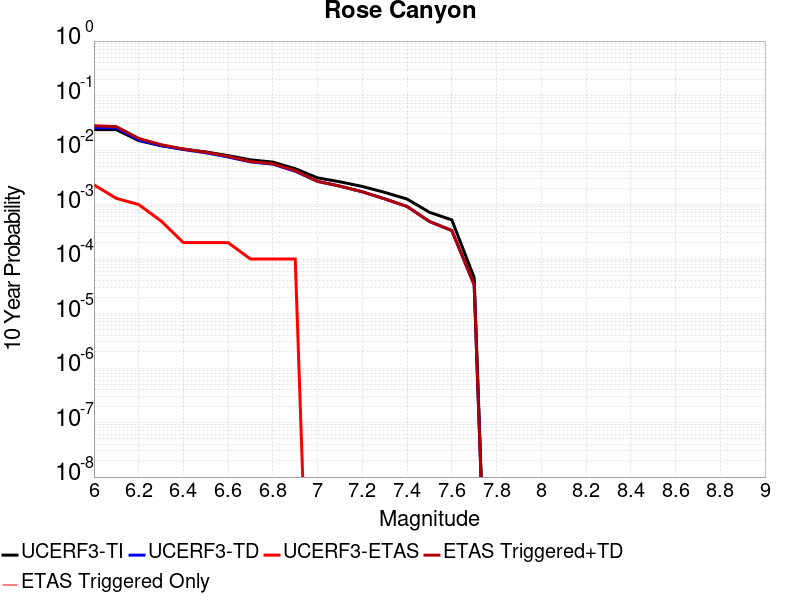 Rose Canyon
10^0
10^-1
10^-2
10^-3
10^-4
10^-5
10^-6
10^-7
10^-8
10 Year Probability
6 6.2 6.4 6.6 6.8 7 7.2 7.4 7.6 7.8 8 8.2 8.4 8.6 8.8 9
Magnitude
UCERF3-TI UCERF3-TD UCERF3-ETAS ETAS Triggered+TD
ETAS Triggered Only